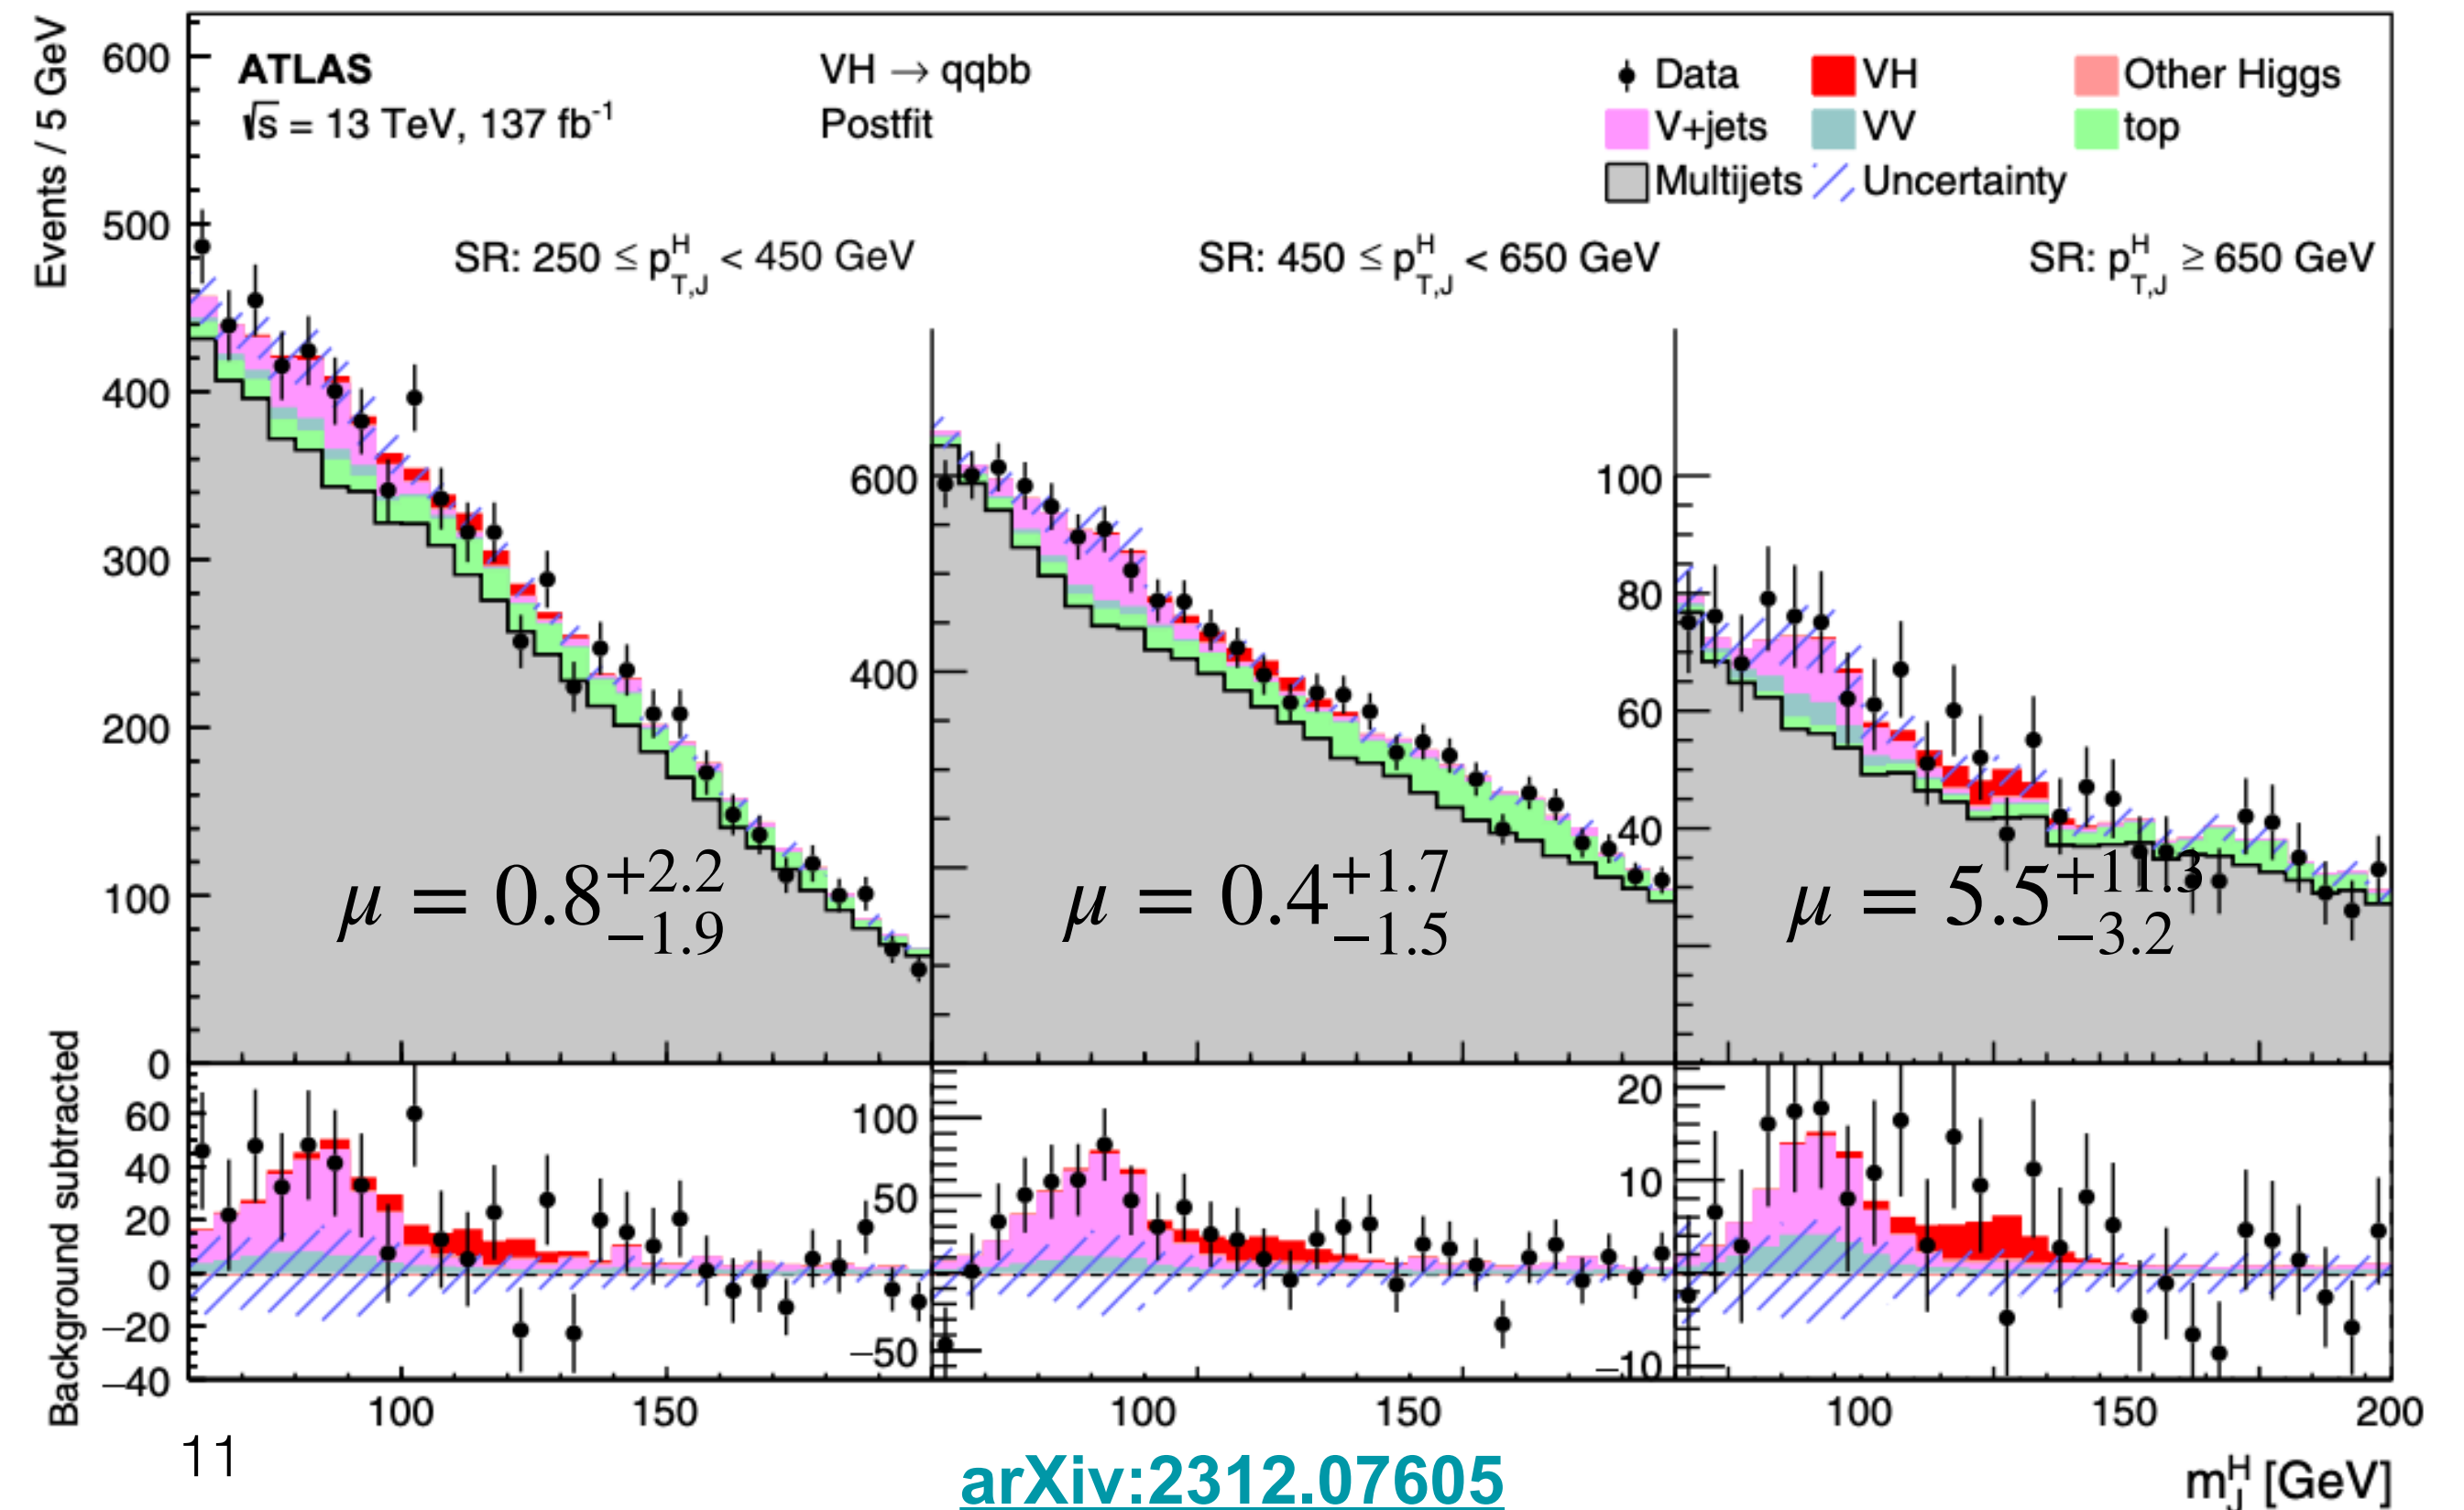 Events / 5 GeV
600
500
400
300
200
100
0
ATLAS
√s = 13 TeV, 137 fb⁻¹
VH → qqbb
Postfit
Data
VH
Other Higgs
V+jets
VV
top
Multijets
Uncertainty
SR: 250 ≤ p^H_{T,J} < 450 GeV
SR: 450 ≤ p^H_{T,J} < 650 GeV
SR: p^H_{T,J} ≥ 650 GeV
600
400
100
80
60
40
μ = 0.8^{+2.2}_{−1.9}
μ = 0.4^{+1.7}_{−1.5}
μ = 5.5^{+11.3}_{−3.2}
Background subtracted
60
40
20
0
−20
−40
100
50
−50
20
10
−10
100
150
100
150
100
150
200
m^H_J [GeV]
11
arXiv:2312.07605